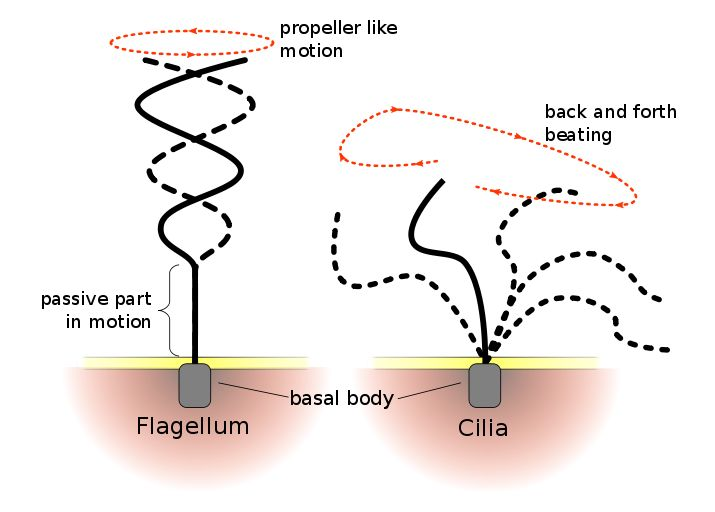 propeller like
motion
back and forth
beating
passive part
in motion
basal body
Flagellum
Cilia